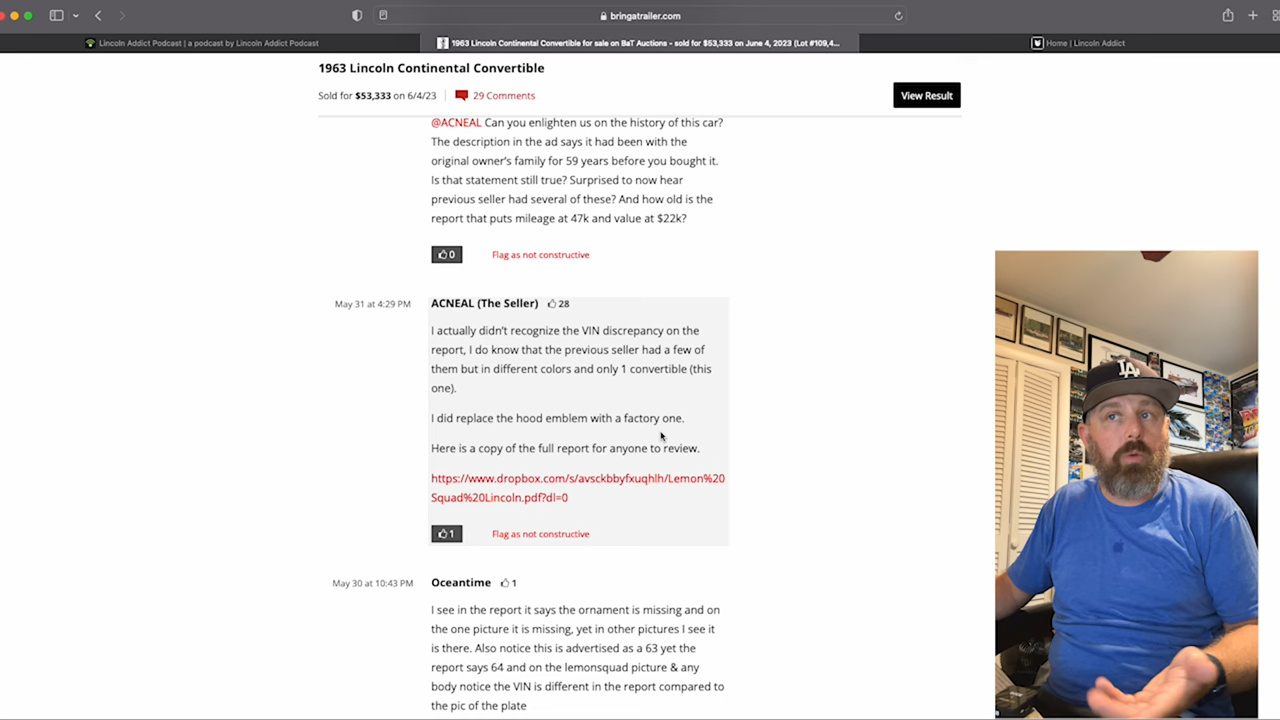 bringatrailer.com
Lincoln Addict Podcast | a podcast by Lincoln Addict Podcast
1963 Lincoln Continental Convertible for sale on BaT Auctions - sold for $53,333 on June 4, 2023 (Lot #109,4...
Home | Lincoln Addict
1963 Lincoln Continental Convertible
Sold for $53,333 on 6/4/23
29 Comments
View Result
@ACNEAL Can you enlighten us on the history of this car?
The description in the ad says it had been with the
original owner's family for 59 years before you bought it.
Is that statement still true? Surprised to now hear
previous seller had several of these? And how old is the
report that puts mileage at 47k and value at $22k?
0
Flag as not constructive
May 31 at 4:29 PM
ACNEAL (The Seller) 28
I actually didn't recognize the VIN discrepancy on the
report, I do know that the previous seller had a few of
them but in different colors and only 1 convertible (this
one).
I did replace the hood emblem with a factory one.
Here is a copy of the full report for anyone to review.
https://www.dropbox.com/s/avsckbbyfxuqhlh/Lemon%20
Squad%20Lincoln.pdf?dl=0
1
Flag as not constructive
May 30 at 10:43 PM
Oceantime 1
I see in the report it says the ornament is missing and on
the one picture it is missing, yet in other pictures I see it
is there. Also notice this is advertised as a 63 yet the
report says 64 and on the lemonsquad picture & any
body notice the VIN is different in the report compared to
the pic of the plate
LA